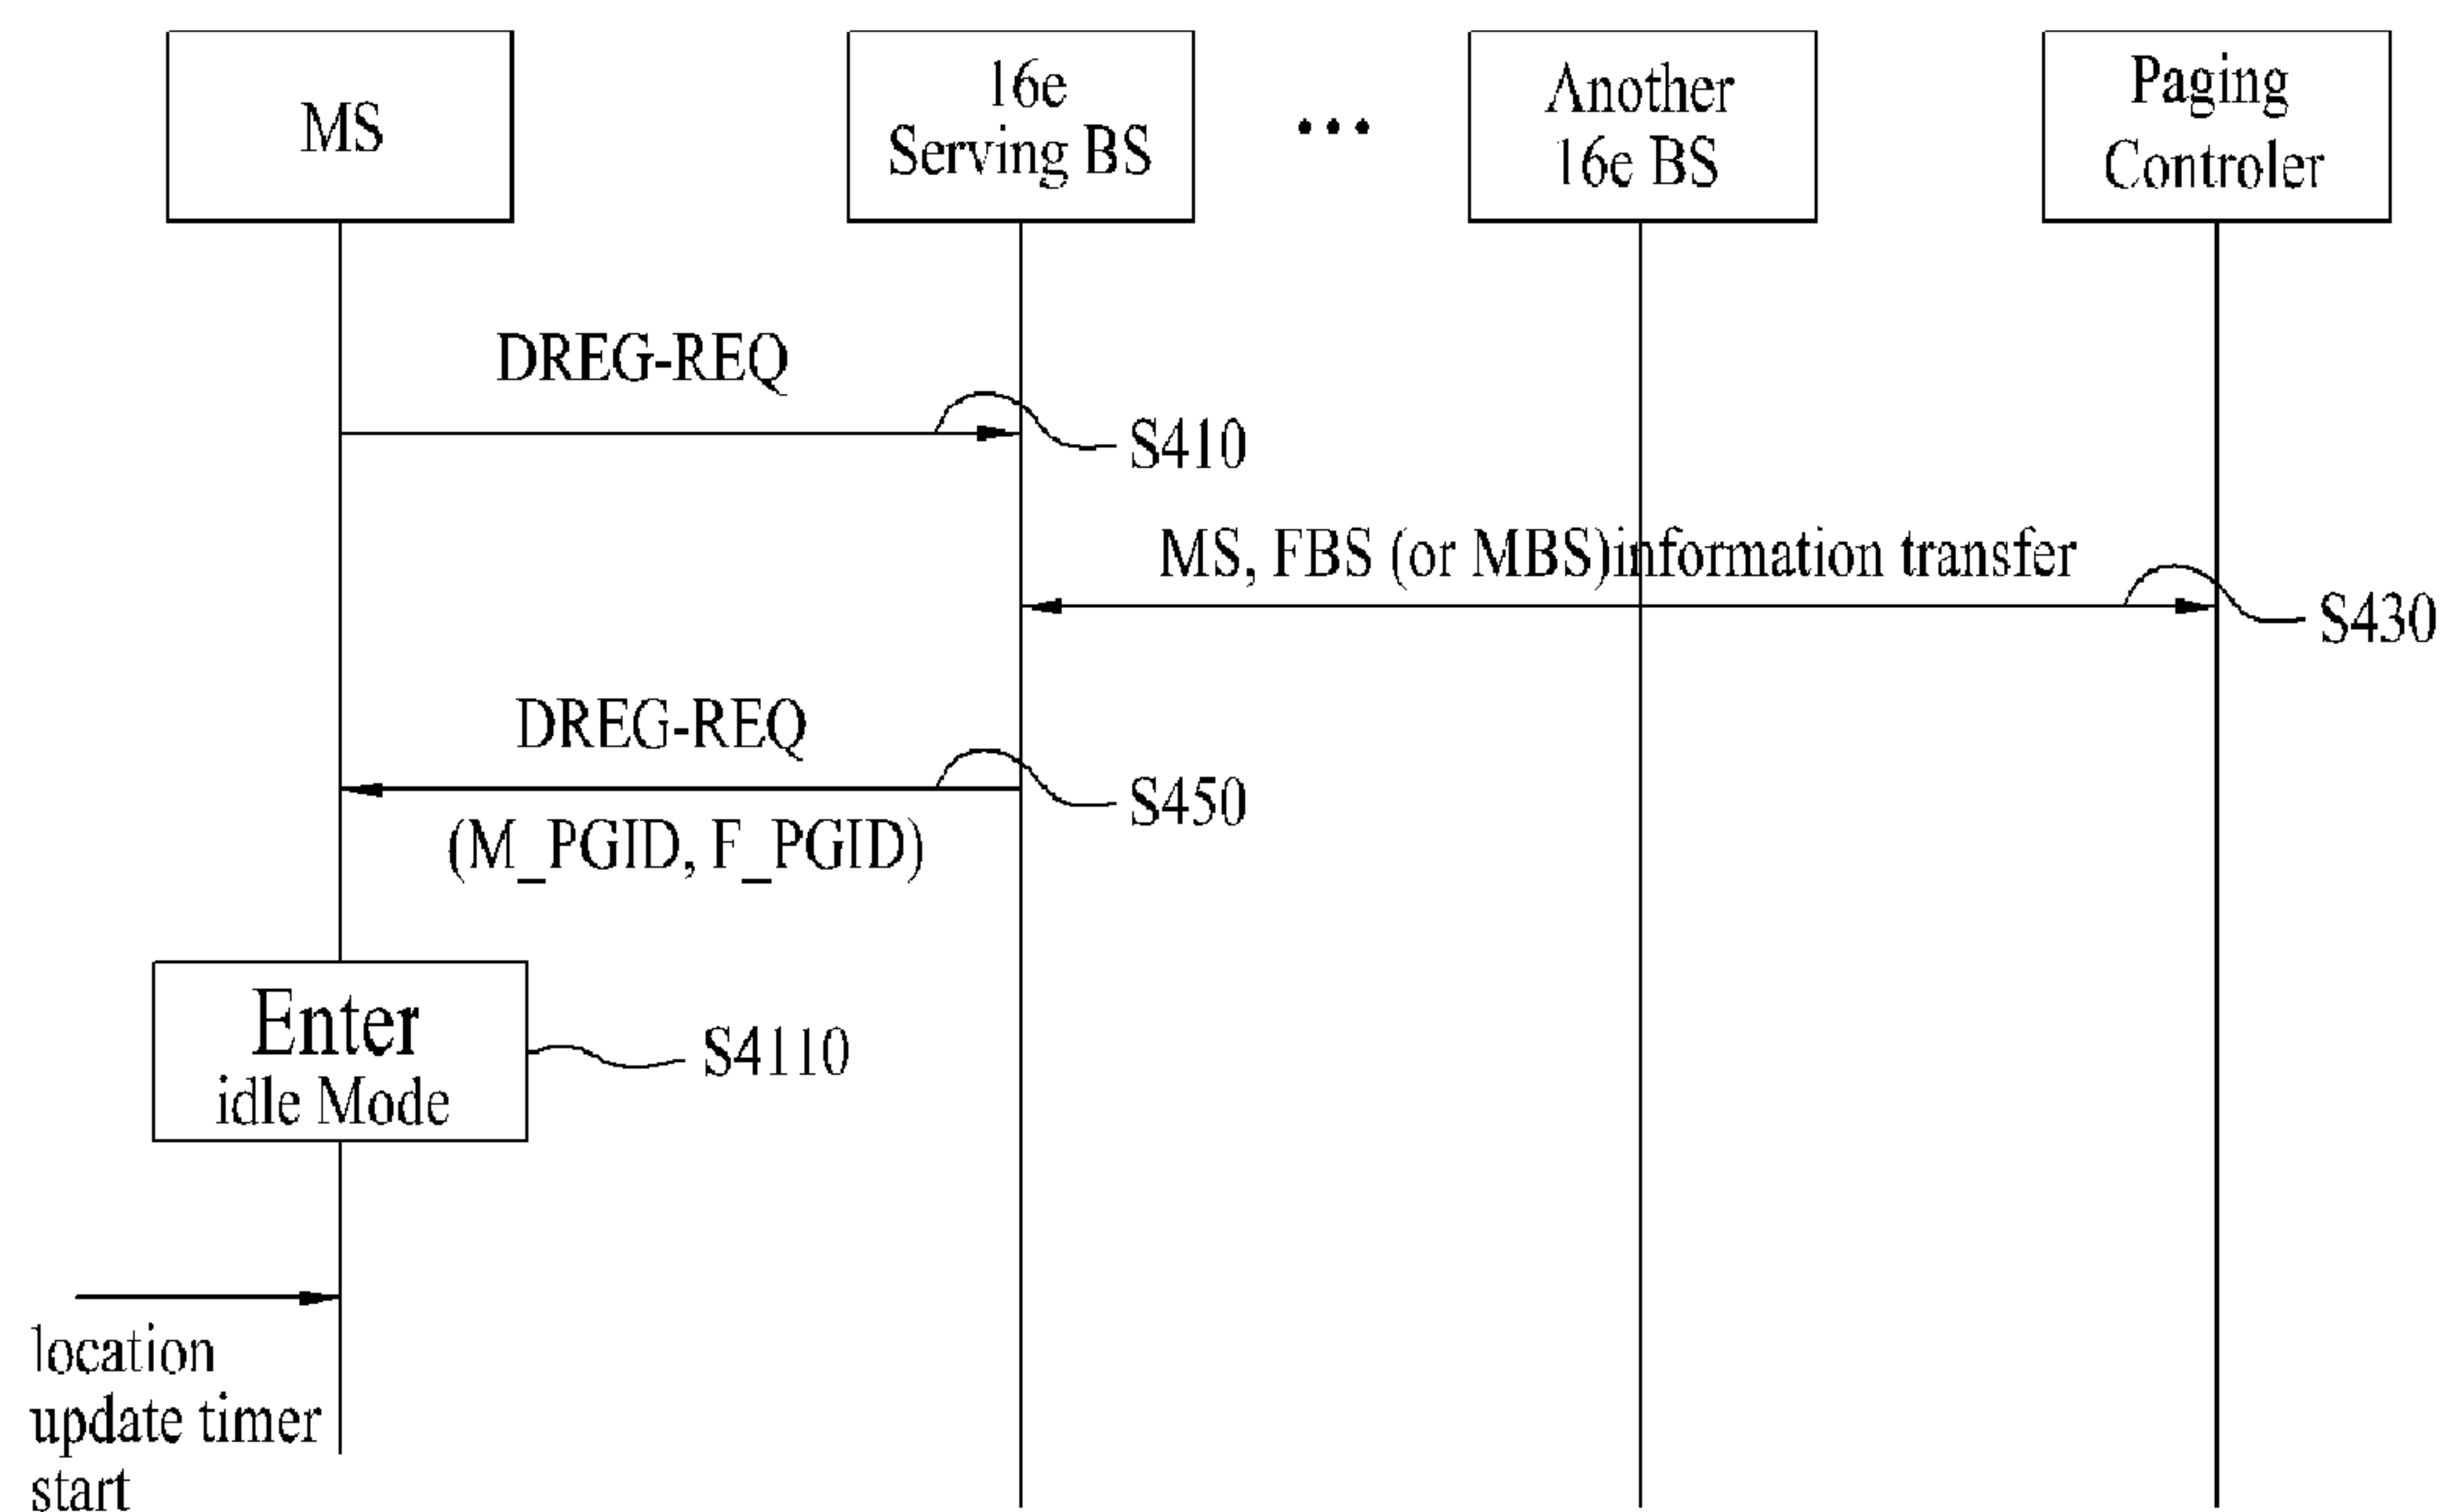 MS
16e
Serving BS
...
Another
16e BS
Paging
Controler
DREG-REQ
S410
MS, FBS (or MBS)information transfer
S430
DREG-REQ
S450
(M_PGID, F_PGID)
Enter
idle Mode
S4110
location
update timer
start